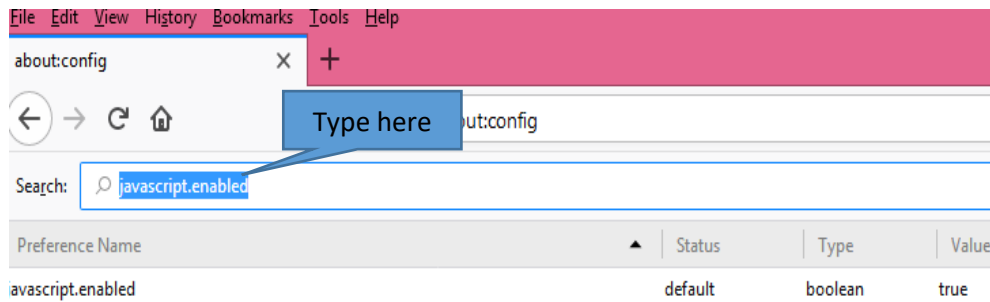 File Edit View History Bookmarks Tools Help
about:config
Type here
out:config
Search: javascript.enabled
Preference Name Status Type Value
javascript.enabled default boolean true